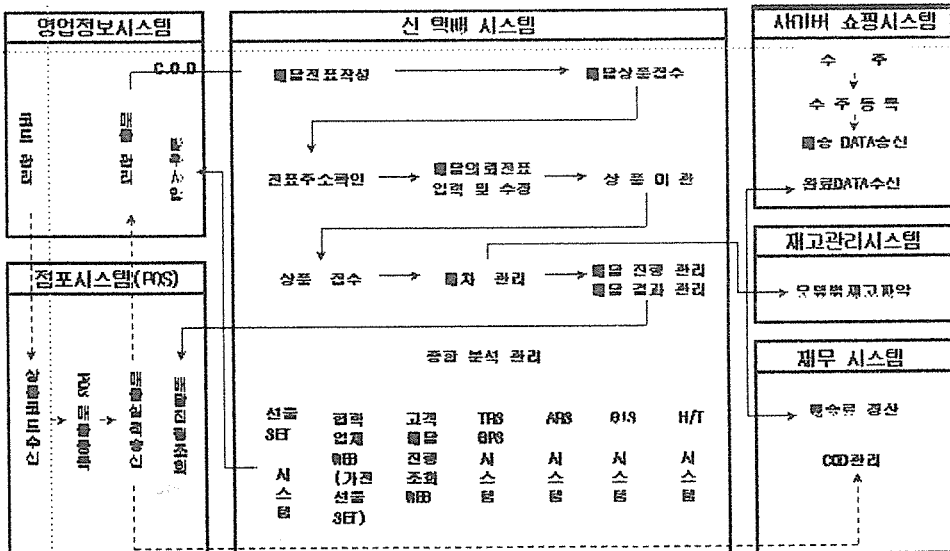 영업정보시스템
C.O.D
코드 관리
매출 관리
점포시스템(POS)
상품코드수신
POS 매출등록
매출실적송신
배달진행조회
신 택배 시스템
배달전표작성
배달상품접수
전표주소확인
배달의뢰전표
입력 및 수정
상 품 이 관
상품 접수
배차 관리
배달 진행 관리
배달 결과 관리
종합 분석 관리
선물
SET
시스템
협력
업체
WEB
(가전
선물
SET)
고객
배달
진행
조회
WEB
TRS
GPS
시스템
ARS
시스템
시스템
H/T
시스템
사이버 쇼핑시스템
수 주
수 주 등 록
배송 DATA송신
완료DATA수신
재고관리시스템
모델별재고파악
재무 시스템
배송료 정산
COD관리